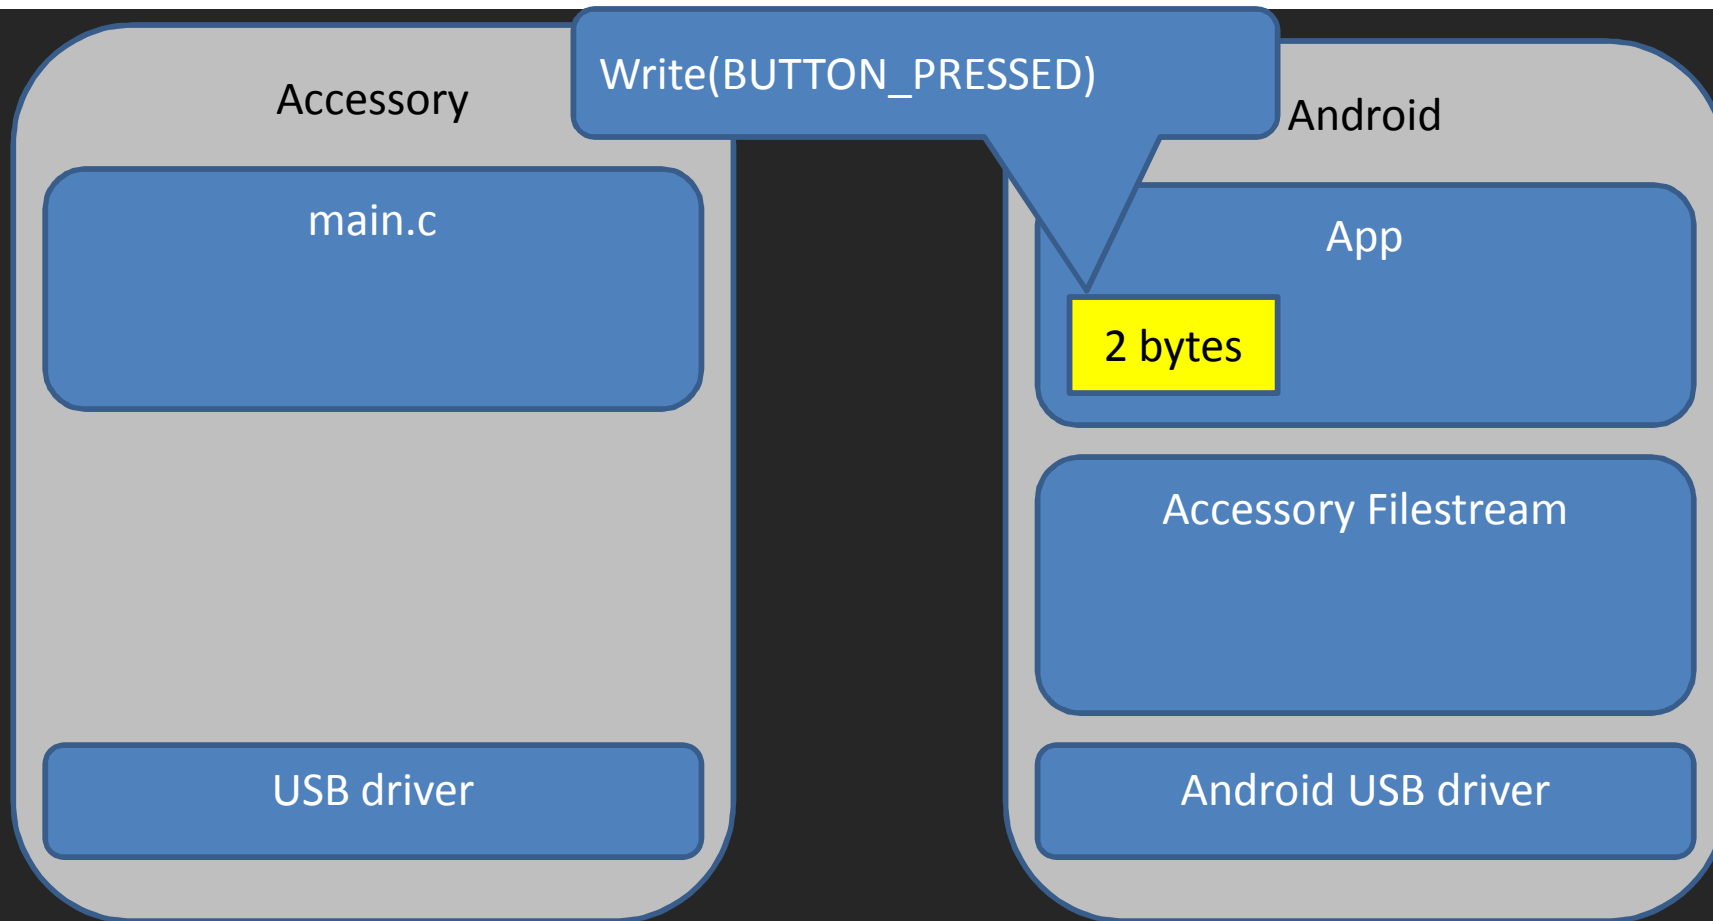 Accessory
main.c
USB driver
Write(BUTTON_PRESSED)
Android
App
2 bytes
Accessory Filestream
Android USB driver